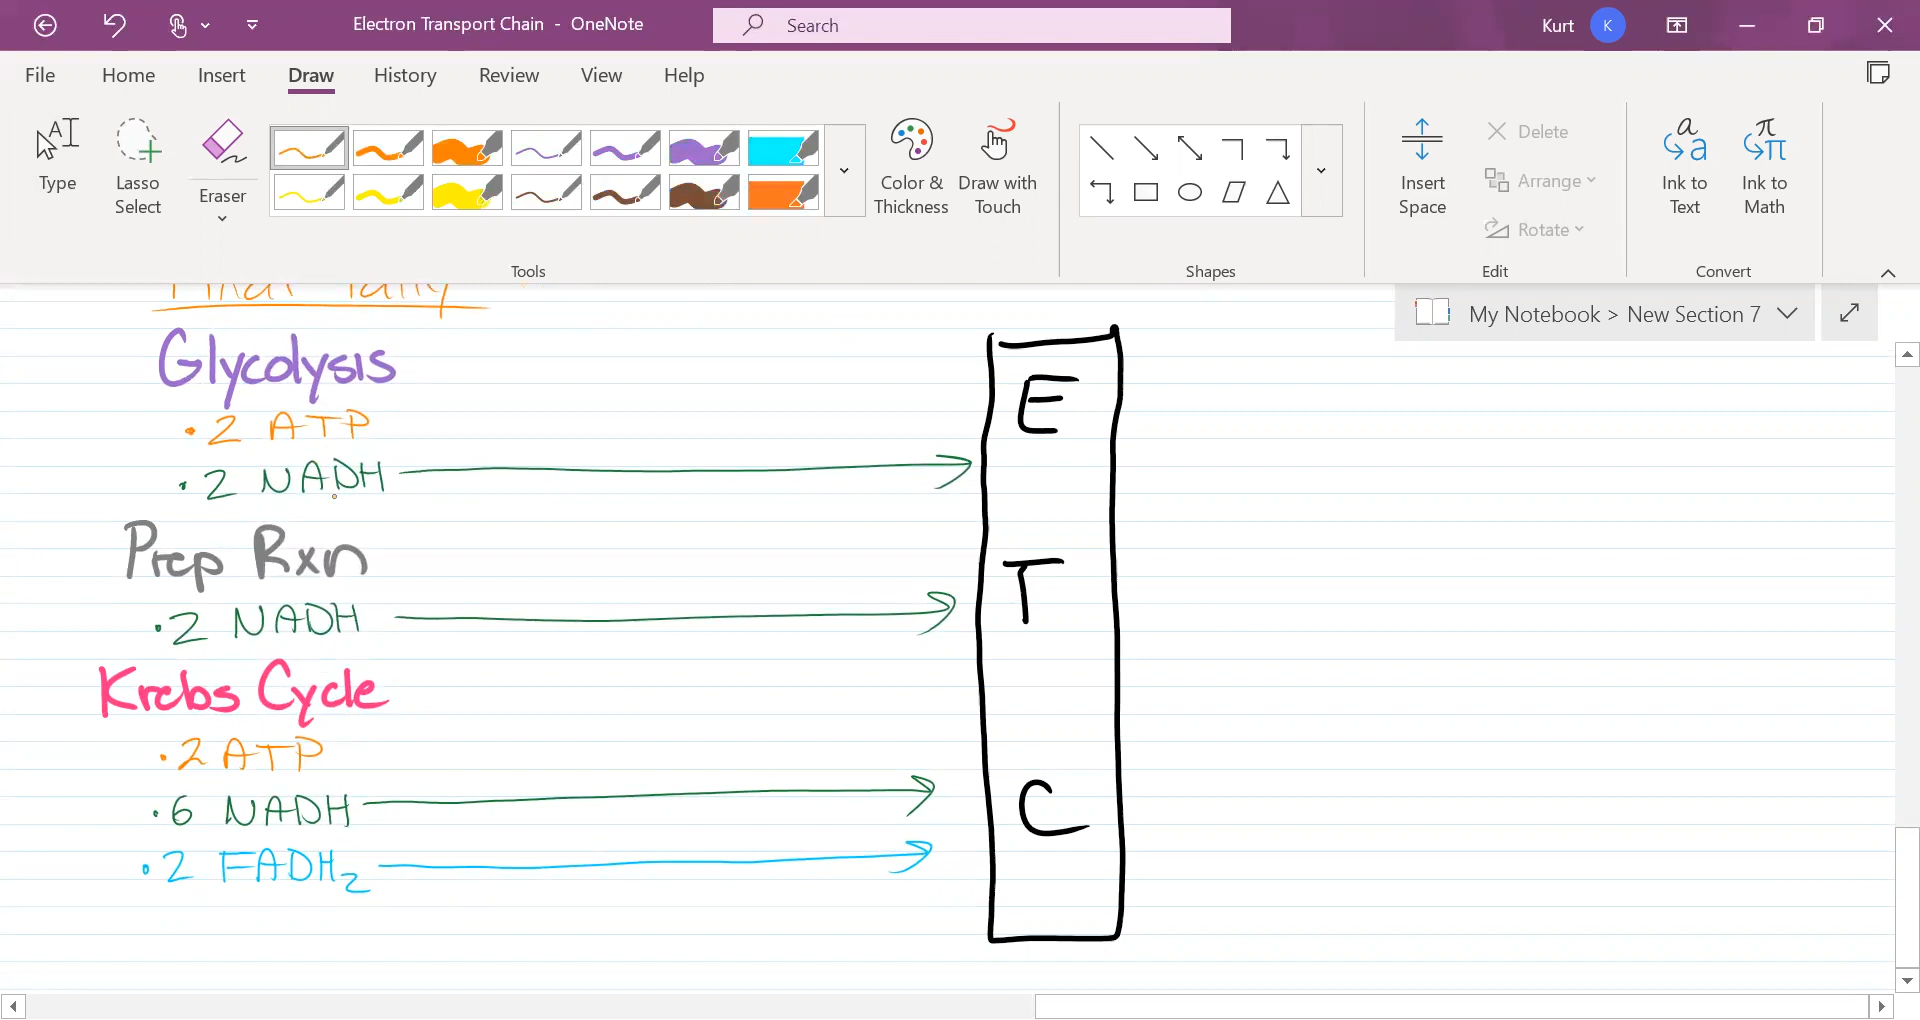 Electron Transport Chain - OneNote
Search
Kurt
K
File
Home
Insert
Draw
History
Review
View
Help
Type
Lasso Select
Eraser
Color & Thickness
Draw with Touch
Insert Space
Delete
Arrange
Rotate
Ink to Text
Ink to Math
Tools
Shapes
Edit
Convert
My Notebook > New Section 7
Final Tally
Glycolysis
• 2 ATP
• 2 NADH
Prep Rxn
• 2 NADH
Krebs Cycle
• 2 ATP
• 6 NADH
• 2 FADH₂
E
T
C